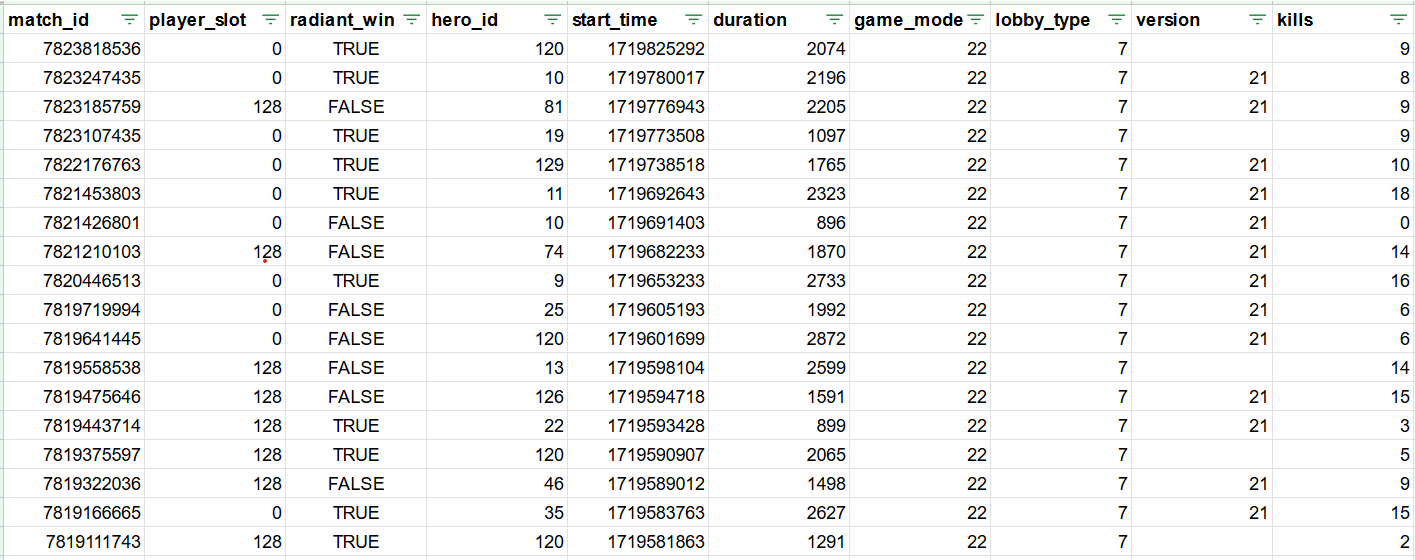 match_id player_slot radiant_win hero_id start_time duration game_mode lobby_type version kills
7823818536 0 TRUE 120 1719825292 2074 22 7 9
7823247435 0 TRUE 10 1719780017 2196 22 7 21 8
7823185759 128 FALSE 81 1719776943 2205 22 7 21 9
7823107435 0 TRUE 19 1719773508 1097 22 7 9
7822176763 0 TRUE 129 1719738518 1765 22 7 21 10
7821453803 0 TRUE 11 1719692643 2323 22 7 21 18
7821426801 0 FALSE 10 1719691403 896 22 7 21 0
7821210103 128 FALSE 74 1719682233 1870 22 7 21 14
7820446513 0 TRUE 9 1719653233 2733 22 7 21 16
7819719994 0 FALSE 25 1719605193 1992 22 7 21 6
7819641445 0 FALSE 120 1719601699 2872 22 7 21 6
7819558538 128 FALSE 13 1719598104 2599 22 7 14
7819475646 128 FALSE 126 1719594718 1591 22 7 21 15
7819443714 128 TRUE 22 1719593428 899 22 7 21 3
7819375597 128 TRUE 120 1719590907 2065 22 7 5
7819322036 128 FALSE 46 1719589012 1498 22 7 21 9
7819166665 0 TRUE 35 1719583763 2627 22 7 21 15
7819111743 128 TRUE 120 1719581863 1291 22 7 2